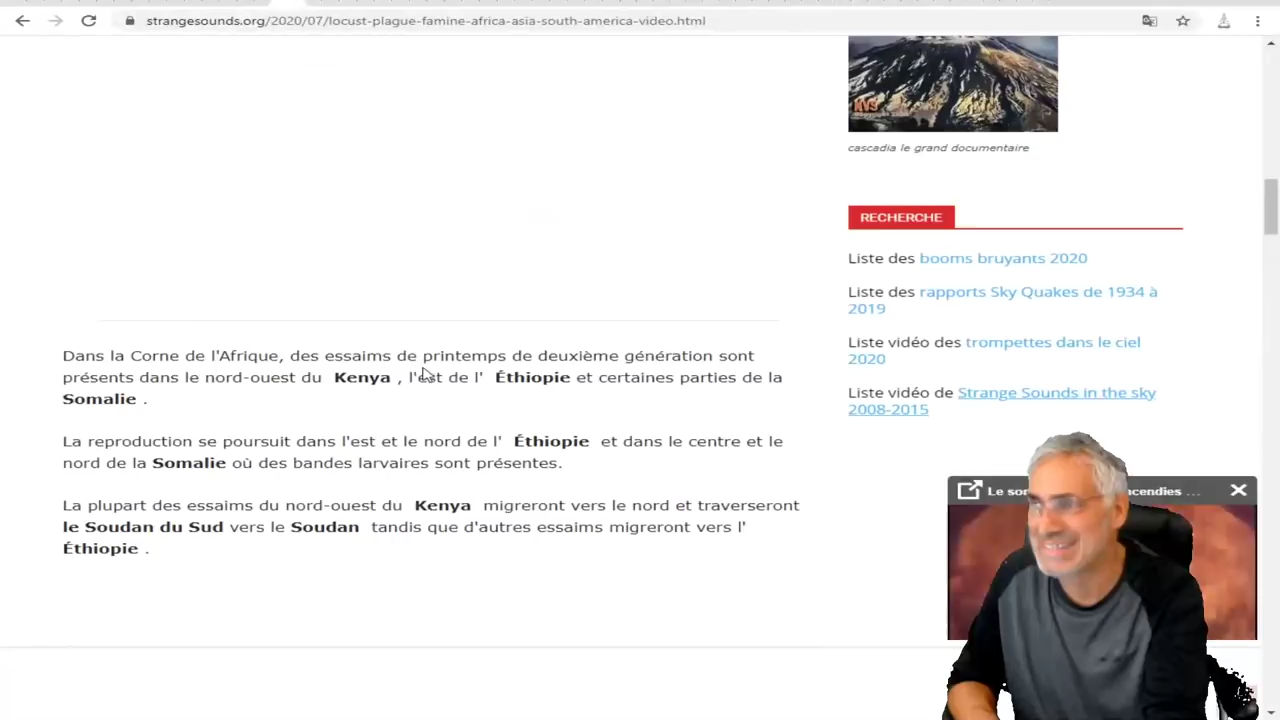 strangesounds.org/2020/07/locust-plague-famine-africa-asia-south-america-video.html
cascadia le grand documentaire
RECHERCHE
Liste des booms bruyants 2020
Liste des rapports Sky Quakes de 1934 à
2019
Liste vidéo des trompettes dans le ciel
2020
Liste vidéo de Strange Sounds in the sky
2008-2015
Dans la Corne de l'Afrique, des essaims de printemps de deuxième génération sont
présents dans le nord-ouest du Kenya , l'est de l' Éthiopie et certaines parties de la
Somalie .
La reproduction se poursuit dans l'est et le nord de l' Éthiopie et dans le centre et le
nord de la Somalie où des bandes larvaires sont présentes.
La plupart des essaims du nord-ouest du Kenya migreront vers le nord et traverseront
le Soudan du Sud vers le Soudan tandis que d'autres essaims migreront vers l'
Éthiopie .
Le